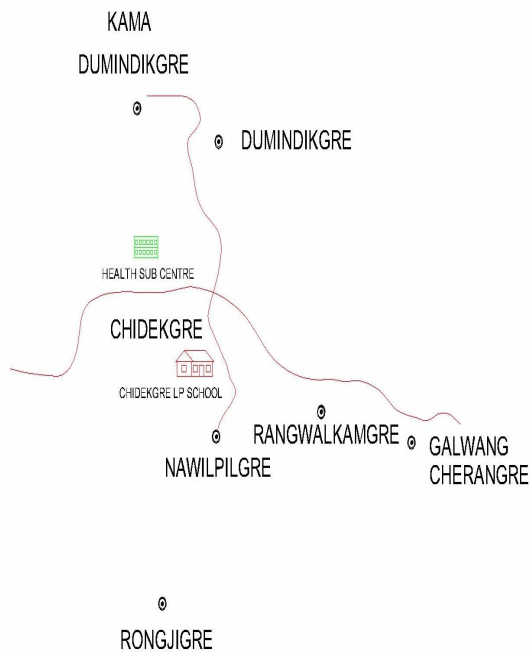 KAMA
DUMINDIKGRE
DUMINDIKGRE
HEALTH SUB CENTRE
CHIDEKGRE
CHIDEKGRE LP SCHOOL
RANGWALKAMGRE
GALWANG
CHERANGRE
NAWILPILGRE
RONGJIGRE